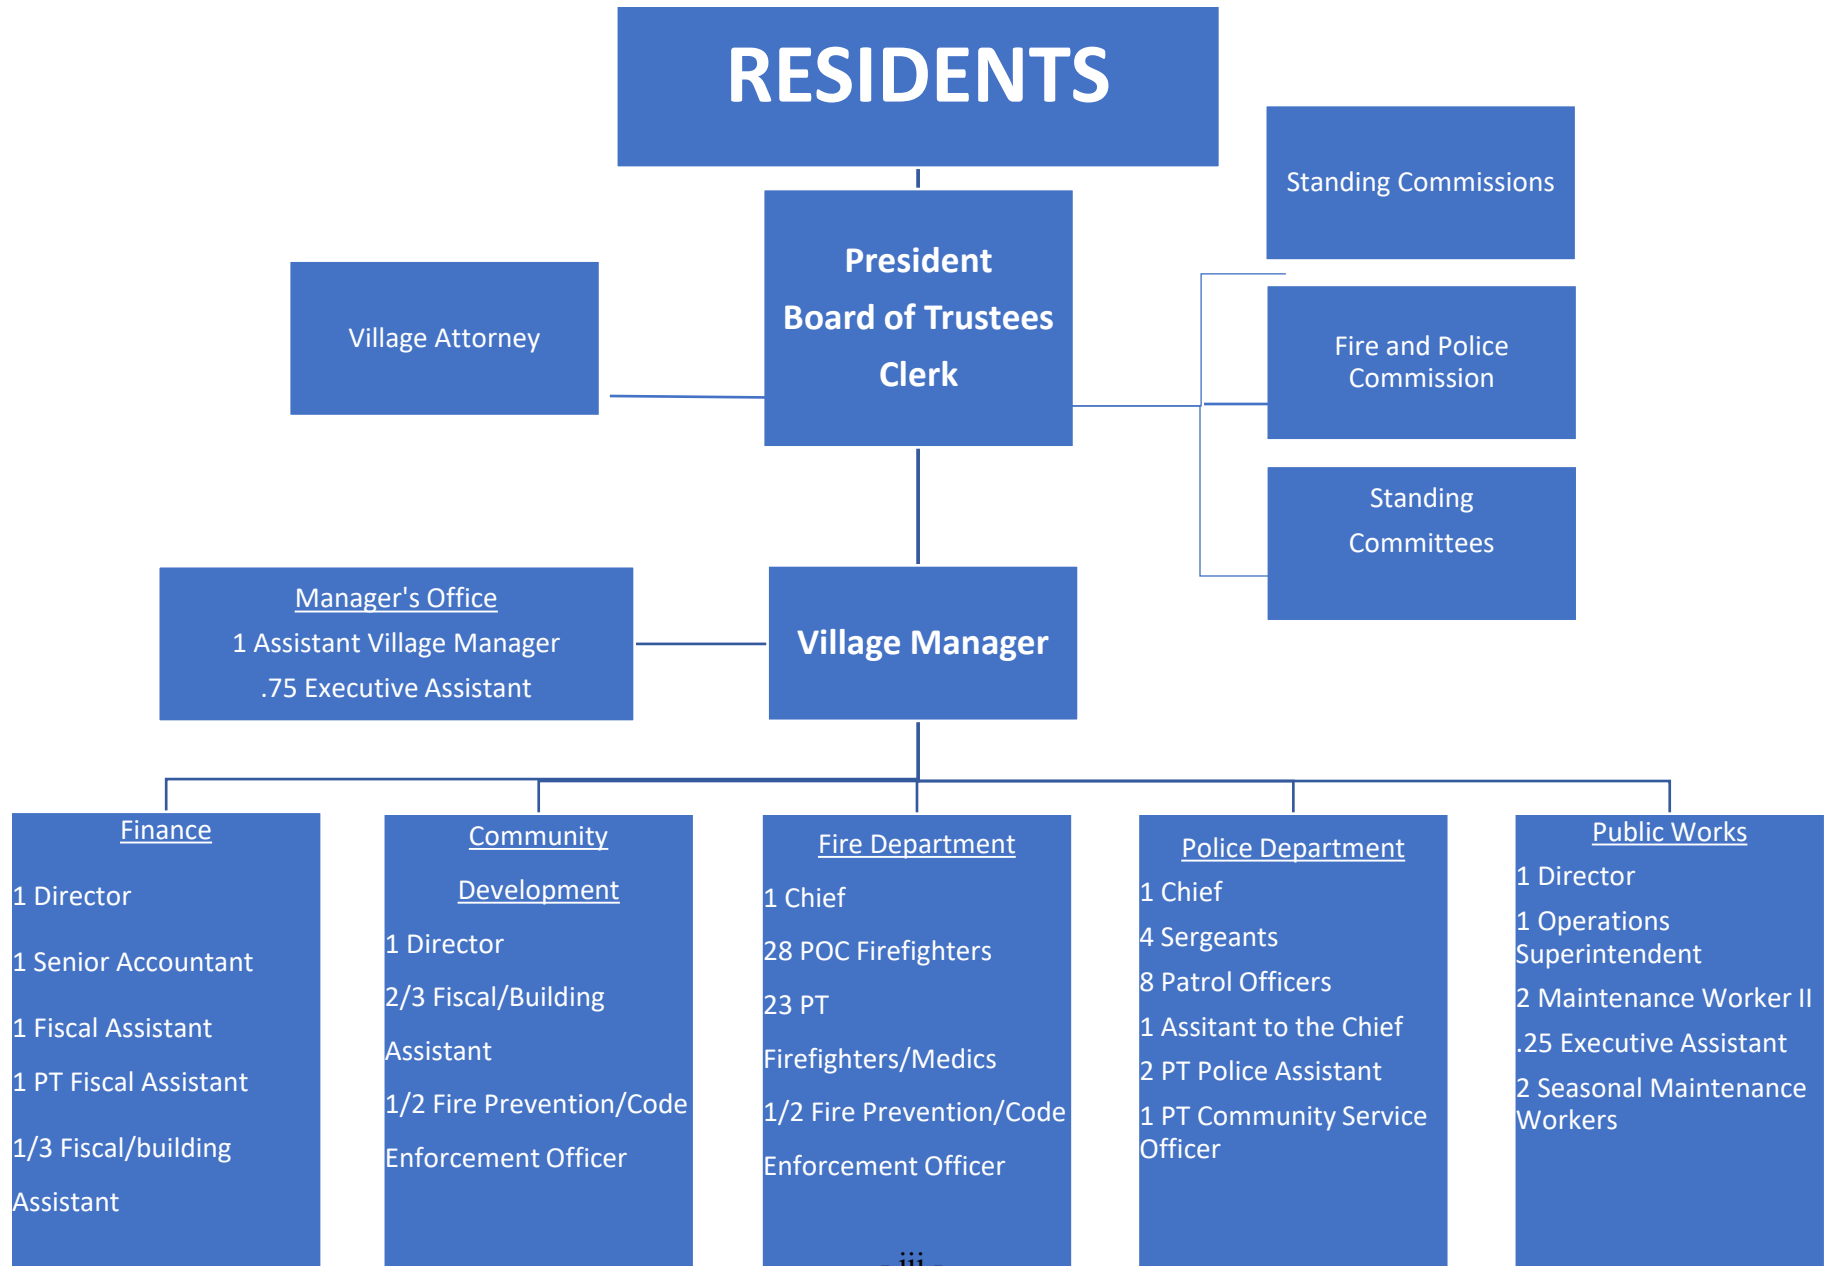 RESIDENTS
Standing Commissions
President
Board of Trustees
Clerk
Village Attorney
Fire and Police
Commission
Standing
Committees
Manager's Office
1 Assistant Village Manager
.75 Executive Assistant
Village Manager
Finance
1 Director
1 Senior Accountant
1 Fiscal Assistant
1 PT Fiscal Assistant
1/3 Fiscal/building
Assistant
Community
Development
1 Director
2/3 Fiscal/Building
Assistant
1/2 Fire Prevention/Code
Enforcement Officer
Fire Department
1 Chief
28 POC Firefighters
23 PT
Firefighters/Medics
1/2 Fire Prevention/Code
Enforcement Officer
Police Department
1 Chief
4 Sergeants
8 Patrol Officers
1 Assitant to the Chief
2 PT Police Assistant
1 PT Community Service
Officer
Public Works
1 Director
1 Operations
Superintendent
2 Maintenance Worker II
.25 Executive Assistant
2 Seasonal Maintenance
Workers
iii